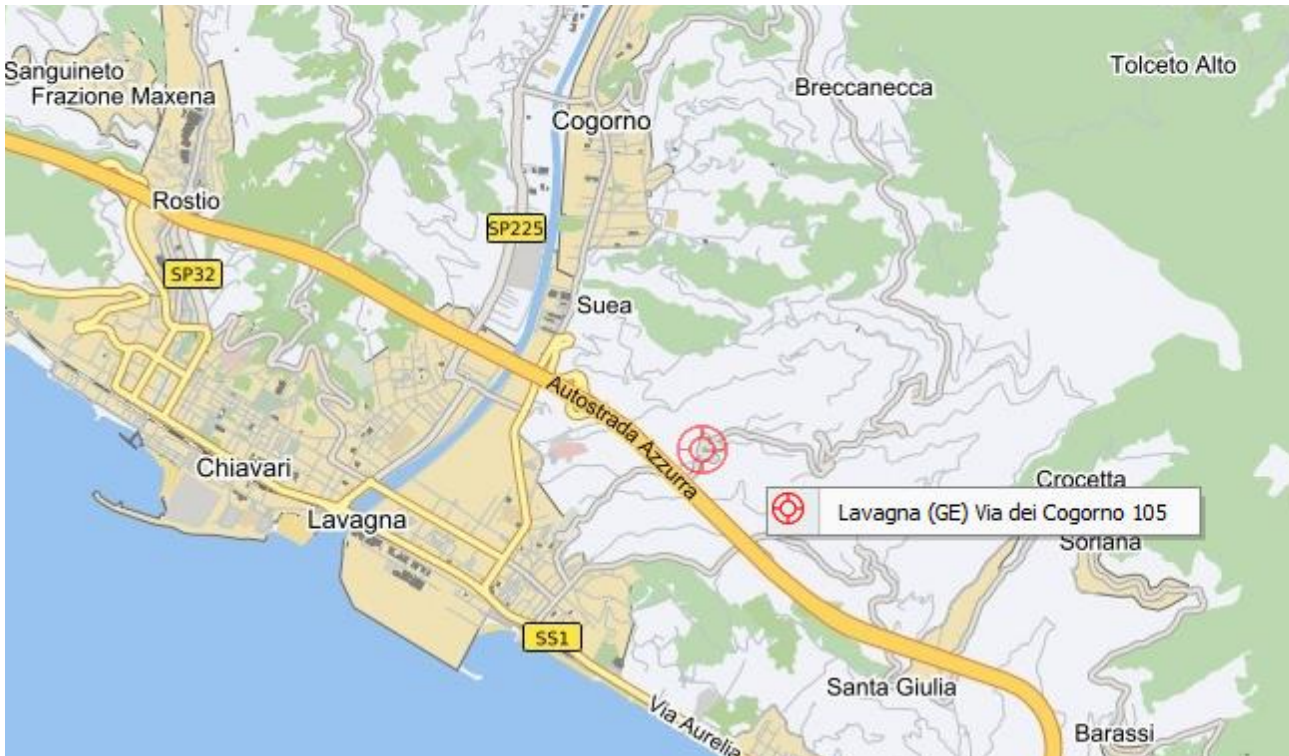 Tolceto Alto
Sanguineto
Breccanecca
Frazione Maxena
Cogorno
Rostio
SP225
SP32
Suea
Autostrada Azzurra
Chiavari
Crocetta
Lavagna (GE) Via dei Cogorno 105
Lavagna
Soriana
SS1
Santa Giulia
Via Aurelia
Barassi